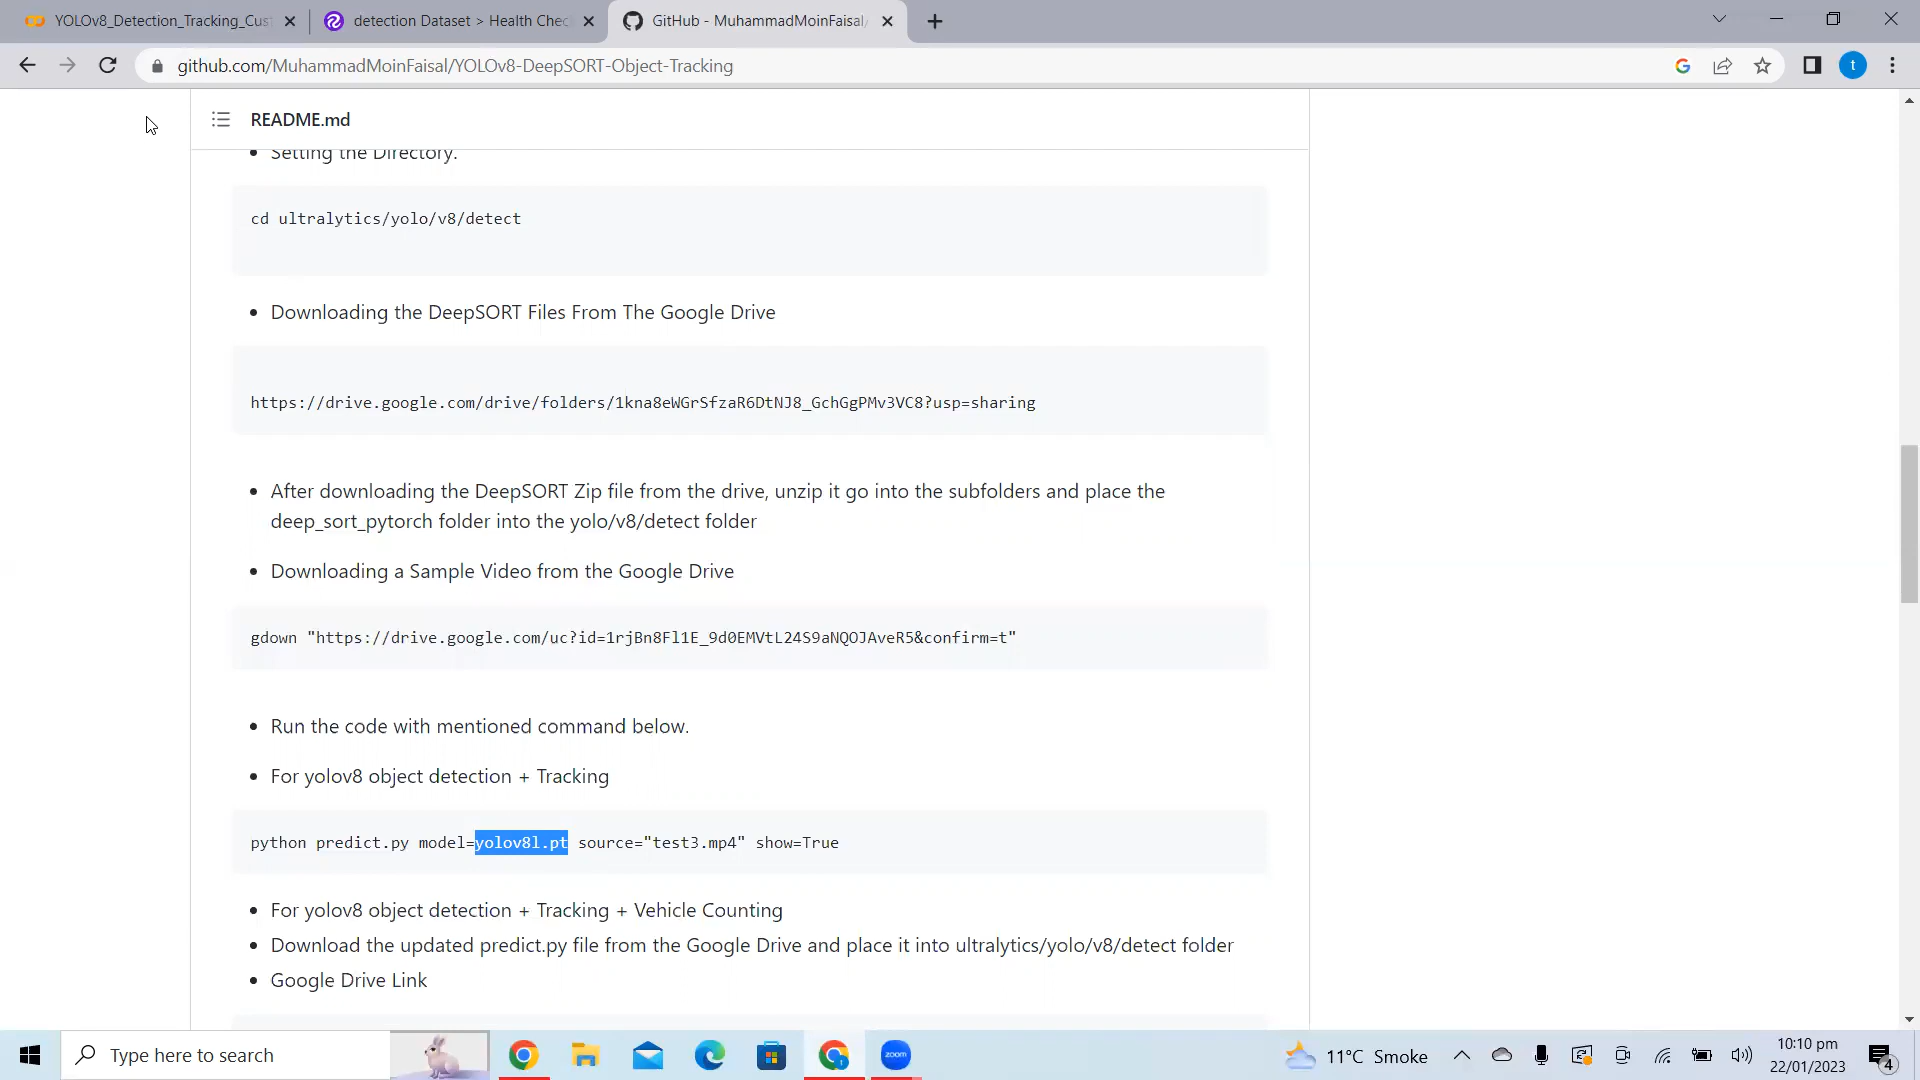 YOLOv8_Detection_Tracking_Cus
detection Dataset > Health Chec
GitHub - MuhammadMoinFaisal/
github.com/MuhammadMoinFaisal/YOLOv8-DeepSORT-Object-Tracking
t
README.md
Setting the Directory.
cd ultralytics/yolo/v8/detect
Downloading the DeepSORT Files From The Google Drive
https://drive.google.com/drive/folders/1kna8eWGrSfzaR6DtNJ8_GchGgPMv3VC8?usp=sharing
After downloading the DeepSORT Zip file from the drive, unzip it go into the subfolders and place the
deep_sort_pytorch folder into the yolo/v8/detect folder
Downloading a Sample Video from the Google Drive
gdown "https://drive.google.com/uc?id=1rjBn8Fl1E_9d0EMVtL24S9aNQOJAveR5&confirm=t"
Run the code with mentioned command below.
For yolov8 object detection + Tracking
python predict.py model=yolov8l.pt source="test3.mp4" show=True
For yolov8 object detection + Tracking + Vehicle Counting
Download the updated predict.py file from the Google Drive and place it into ultralytics/yolo/v8/detect folder
Google Drive Link
Type here to search
zoom
11°C Smoke
10:10 pm
22/01/2023
4